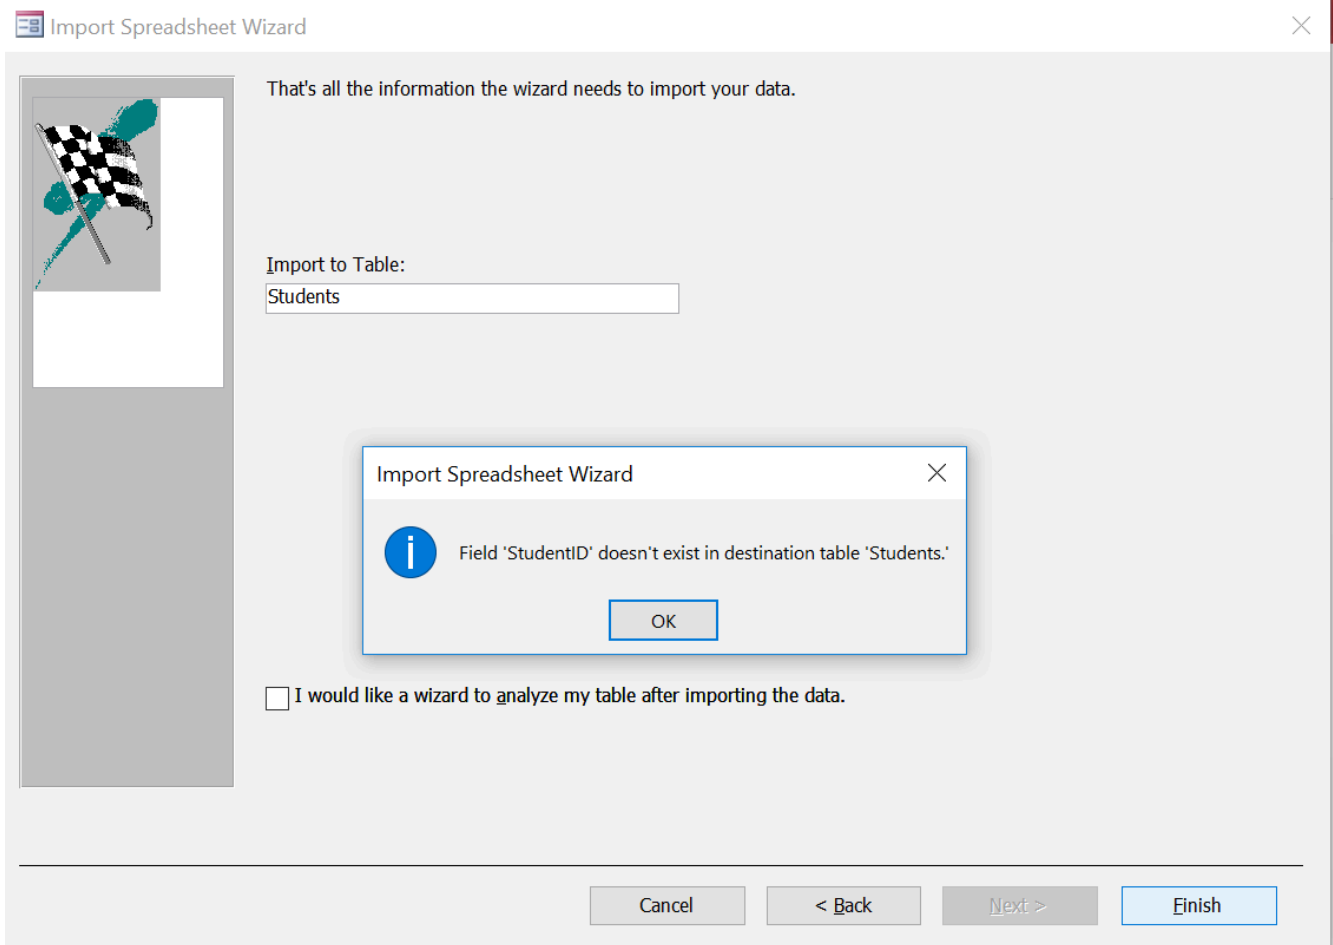 Import Spreadsheet Wizard
That's all the information the wizard needs to import your data.
Import to Table:
Students
Import Spreadsheet Wizard
Field 'StudentID' doesn't exist in destination table 'Students.'
OK
I would like a wizard to analyze my table after importing the data.
Cancel
< Back
Next >
Finish